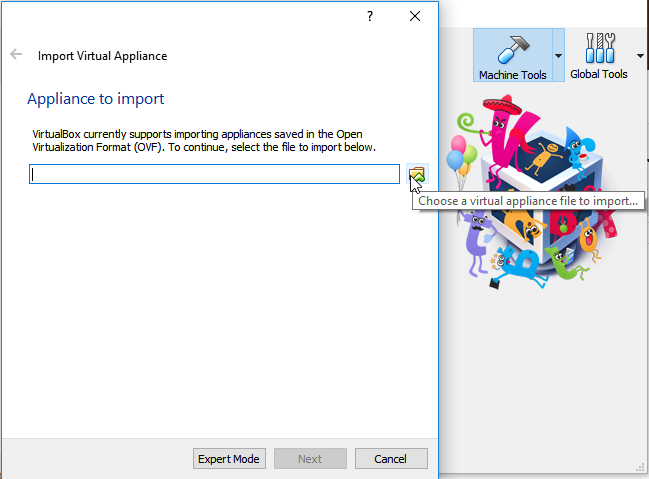 ?
Import Virtual Appliance
Machine Tools
Global Tools
Appliance to import
VirtualBox currently supports importing appliances saved in the Open
Virtualization Format (OVF). To continue, select the file to import below.
Choose a virtual appliance file to import...
Expert Mode
Next
Cancel